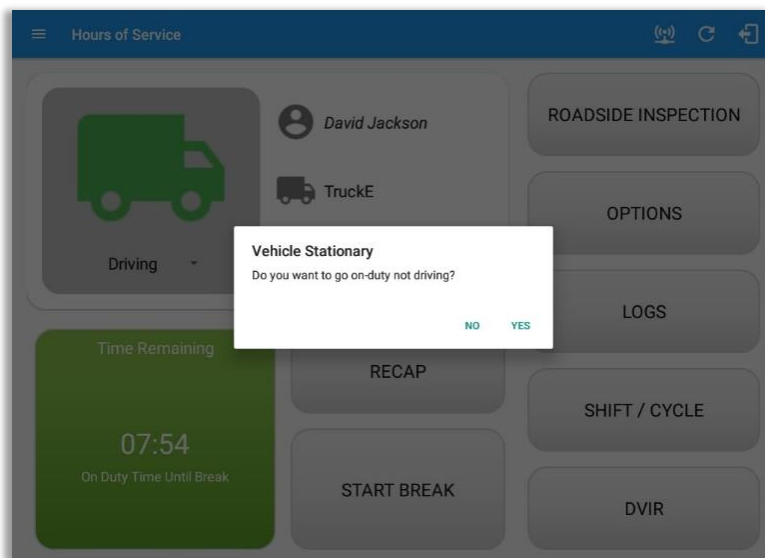 Hours of Service
David Jackson
TruckE
Driving
ROADSIDE INSPECTION
OPTIONS
LOGS
SHIFT / CYCLE
DVIR
Vehicle Stationary
Do you want to go on-duty not driving?
NO YES
Time Remaining
07:54
On Duty Time Until Break
RECAP
START BREAK